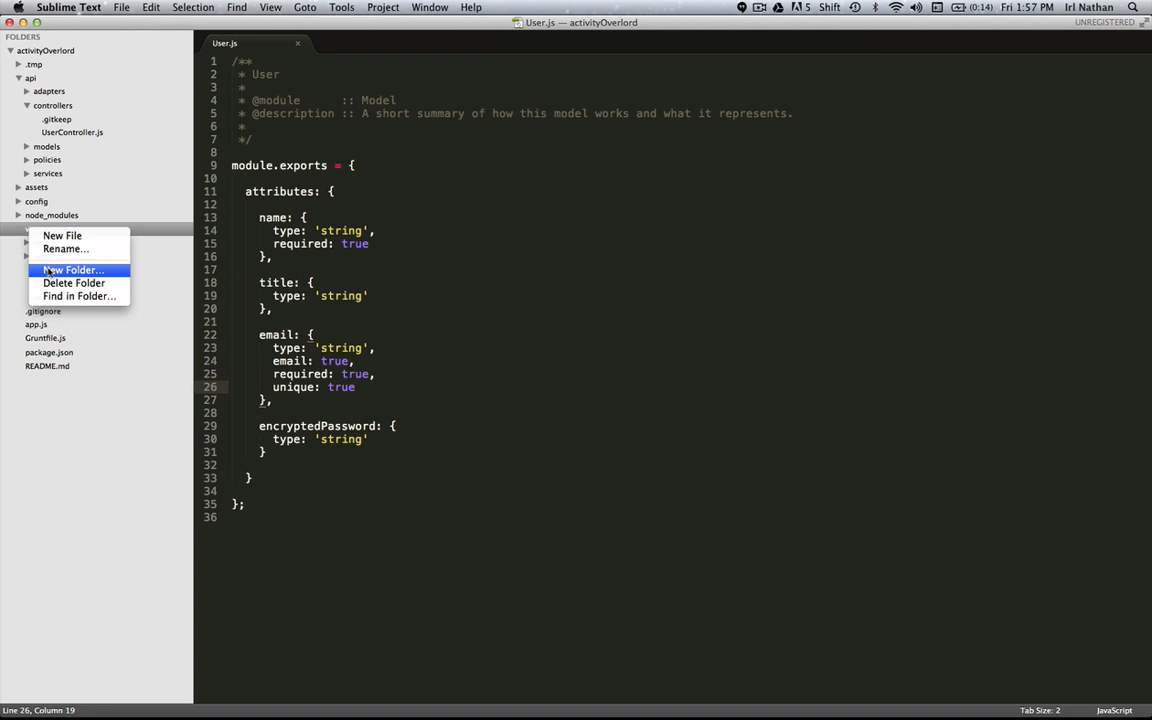 Sublime Text File Edit Selection Find View Goto Tools Project Window Help 5 Shift (0:14) Fri 1:57 PM Irl Nathan
User.js — activityOverlord UNREGISTERED
FOLDERS
activityOverlord
.tmp
api
adapters
controllers
.gitkeep
UserController.js
models
policies
services
assets
config
node_modules
New File
Rename...
New Folder...
Delete Folder
Find in Folder...
.gitignore
app.js
Gruntfile.js
package.json
README.md
User.js ×
1 /**
2 * User
3 *
4 * @module :: Model
5 * @description :: A short summary of how this model works and what it represents.
6 *
7 */
8
9 module.exports = {
10
11 attributes: {
12
13 name: {
14 type: 'string',
15 required: true
16 },
17
18 title: {
19 type: 'string'
20 },
21
22 email: {
23 type: 'string',
24 email: true,
25 required: true,
26 unique: true
27 },
28
29 encryptedPassword: {
30 type: 'string'
31 }
32
33 }
34
35 };
36
Line 26, Column 19 Tab Size: 2 JavaScript